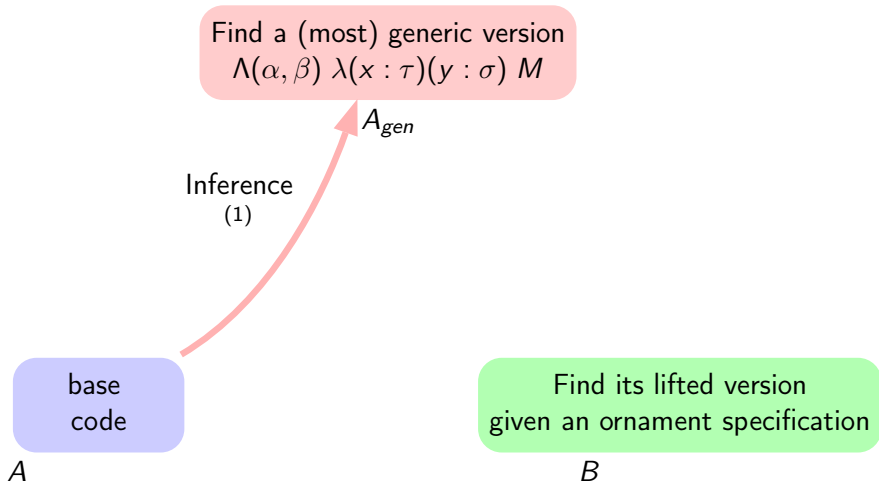 Find a (most) generic version
Λ(α, β) λ(x : τ)(y : σ) M
A_gen
Inference
(1)
base
code
A
Find its lifted version
given an ornament specification
B